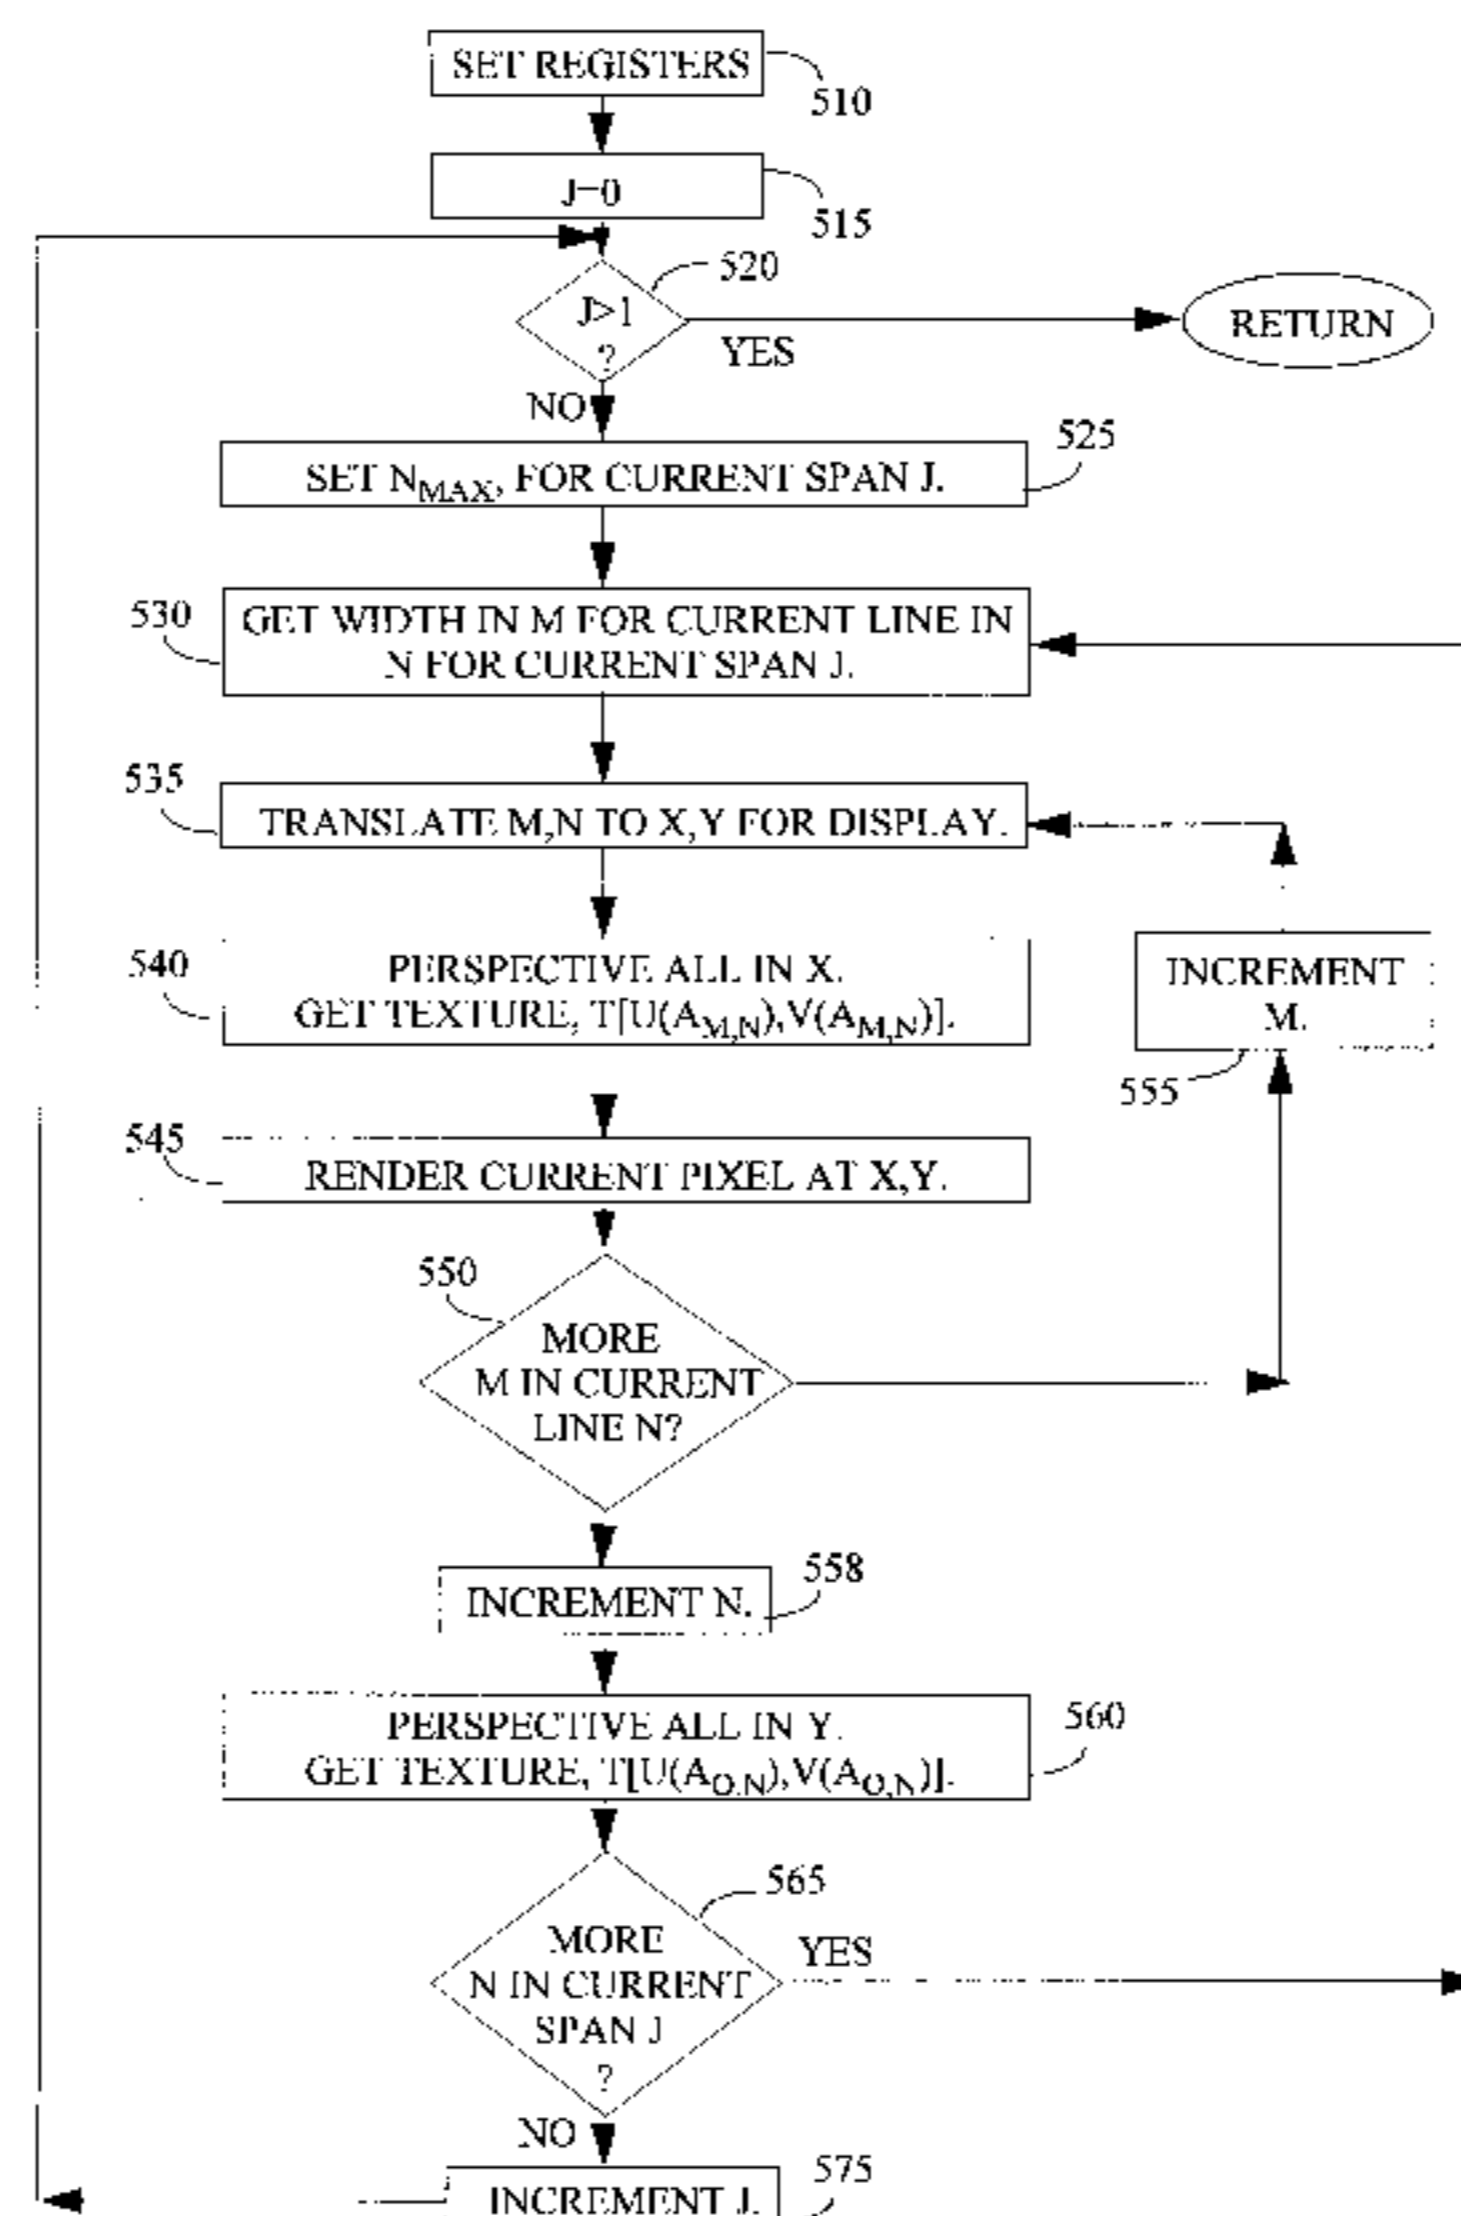 SET REGISTERS
510
J=0
515
520
J>1
?
YES
RETURN
NO
525
SET NMAX, FOR CURRENT SPAN J.
530
GET WIDTH IN M FOR CURRENT LINE IN
N FOR CURRENT SPAN J.
535
TRANSLATE M,N TO X,Y FOR DISPLAY.
540
PERSPECTIVE ALL IN X.
GET TEXTURE, T[U(AM,N),V(AM,N)].
INCREMENT
M.
555
545
RENDER CURRENT PIXEL AT X,Y.
550
MORE
M IN CURRENT
LINE N?
558
INCREMENT N.
560
PERSPECTIVE ALL IN Y.
GET TEXTURE, T[U(AO,N),V(AO,N)].
565
MORE
N IN CURRENT
SPAN J
?
YES
NO
575
INCREMENT J.